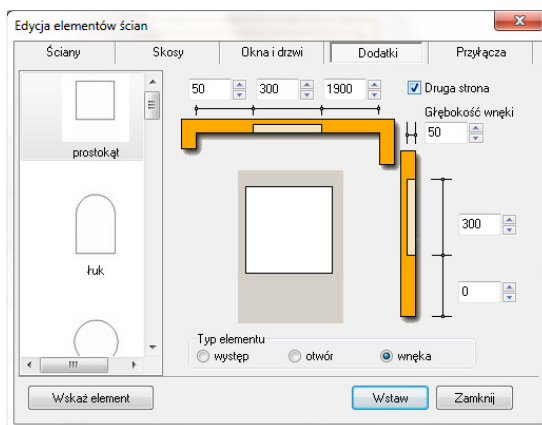 Edycja elementów ścian
Ściany Skosy Okna i drzwi Dodatki Przyłącza
50 300 1900 Druga strona
Głębokość wnęki
50
prostokąt
300
łuk
0
Typ elementu
występ otwór wnęka
Wskaż element Wstaw Zamknij